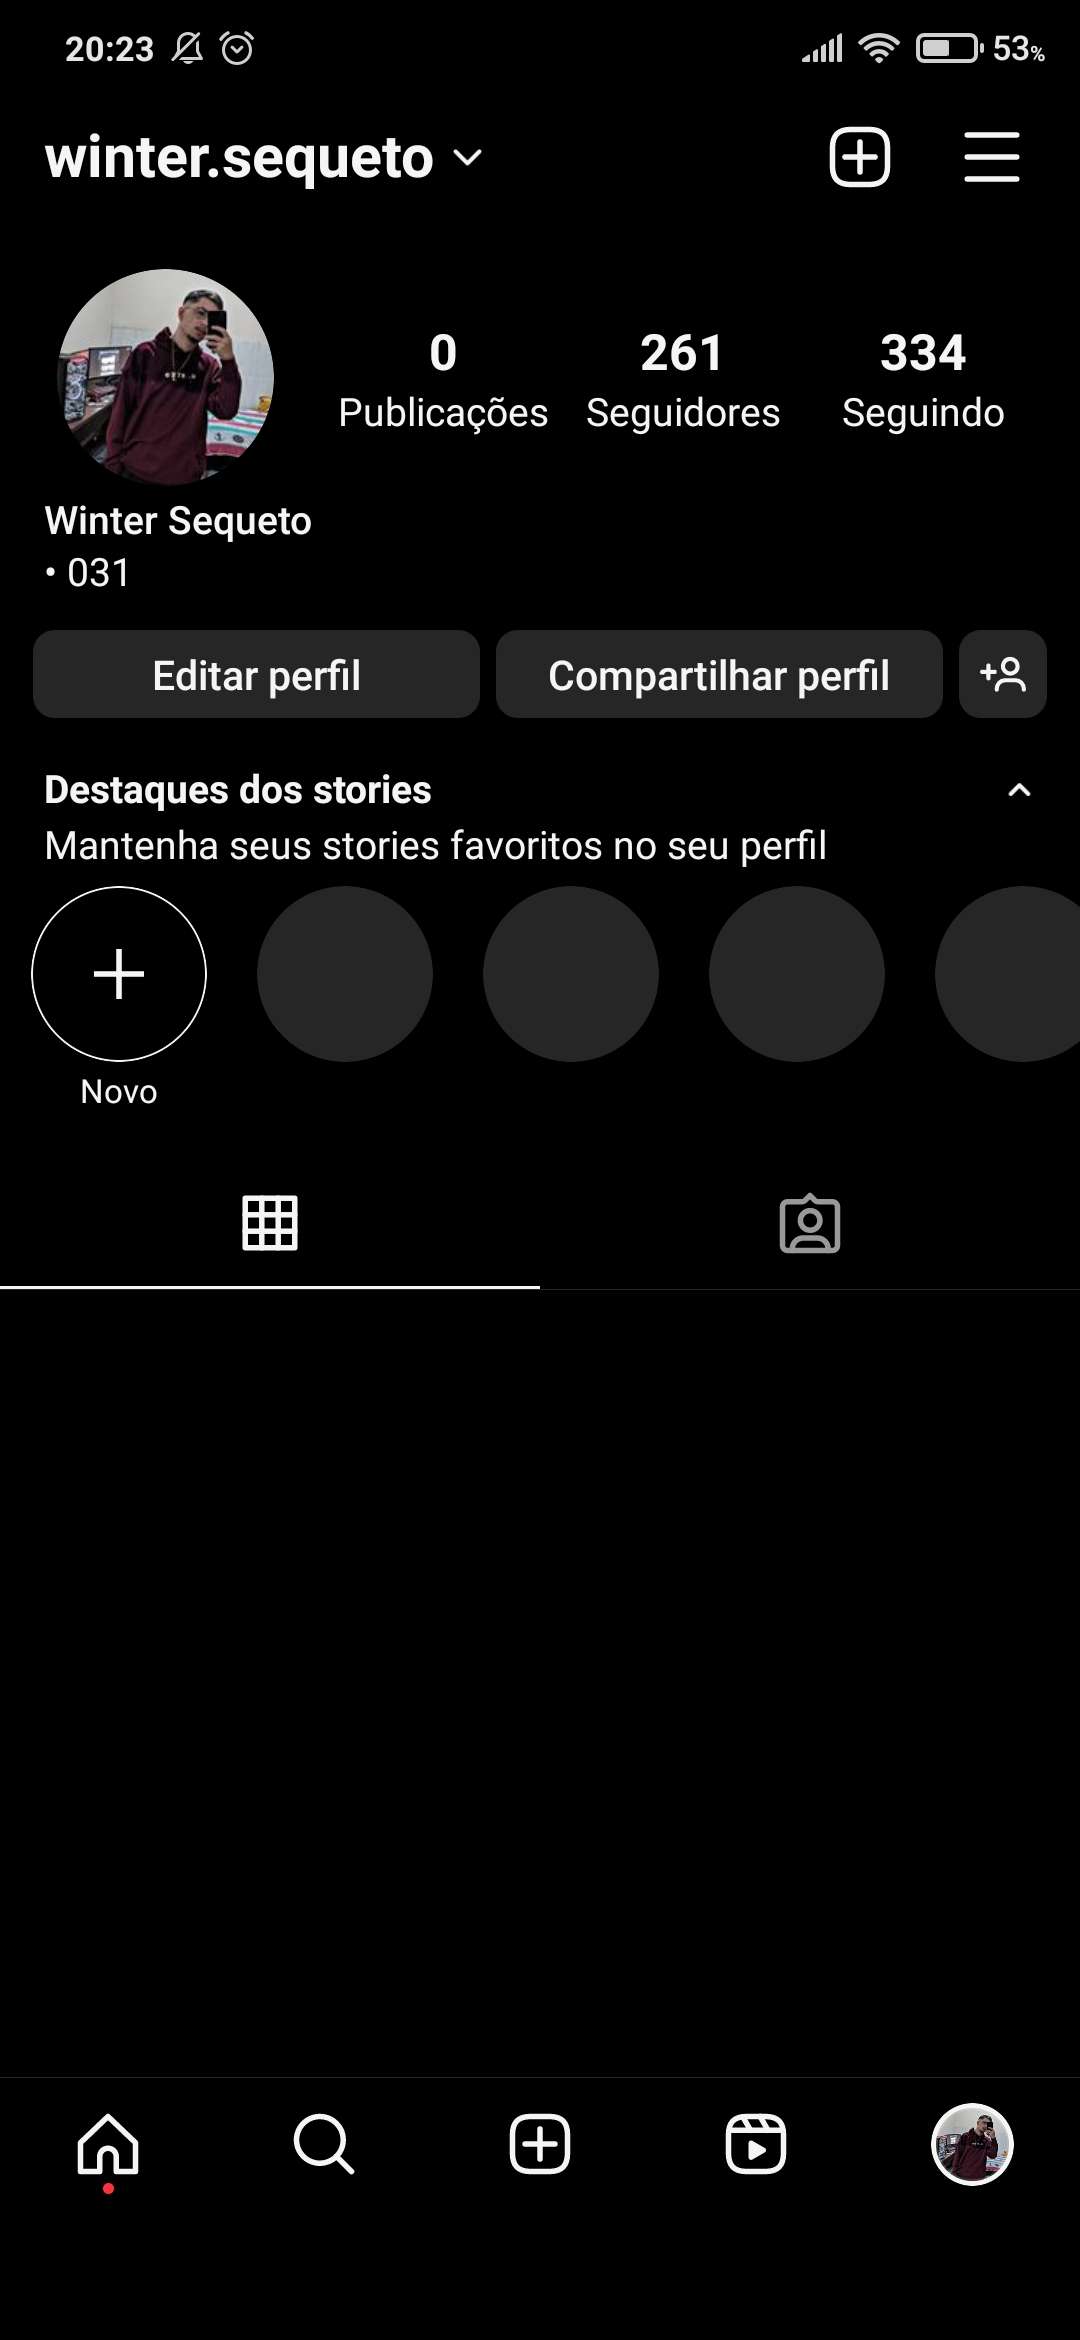 20:23
53%
winter.sequeto
0
261
334
Publicações
Seguidores
Seguindo
Winter Sequeto
• 031
Editar perfil
Compartilhar perfil
Destaques dos stories
Mantenha seus stories favoritos no seu perfil
Novo